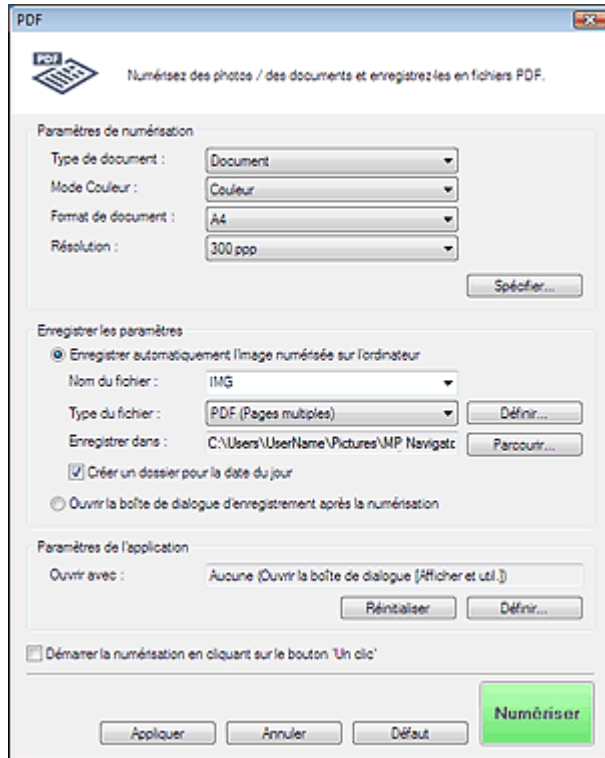 PDF
PDF
Numérisez des photos / des documents et enregistrez-les en fichiers PDF.
Paramètres de numérisation
Type de document : Document
Mode Couleur : Couleur
Format de document : A4
Résolution : 300 ppp
Spécifier...
Enregistrer les paramètres
Enregistrer automatiquement l'image numérisée sur l'ordinateur
Nom du fichier : IMG
Type du fichier : PDF (Pages multiples) Définir...
Enregistrer dans : C:\Users\UserName\Pictures\MP Navigatc Parcourir...
Créer un dossier pour la date du jour
Ouvrir la boîte de dialogue d'enregistrement après la numérisation
Paramètres de l'application
Ouvrir avec : Aucune (Ouvrir la boîte de dialogue [Afficher et util.])
Réinitialiser Définir...
Démarrer la numérisation en cliquant sur le bouton 'Un clic'
Numériser
Appliquer Annuler Défaut